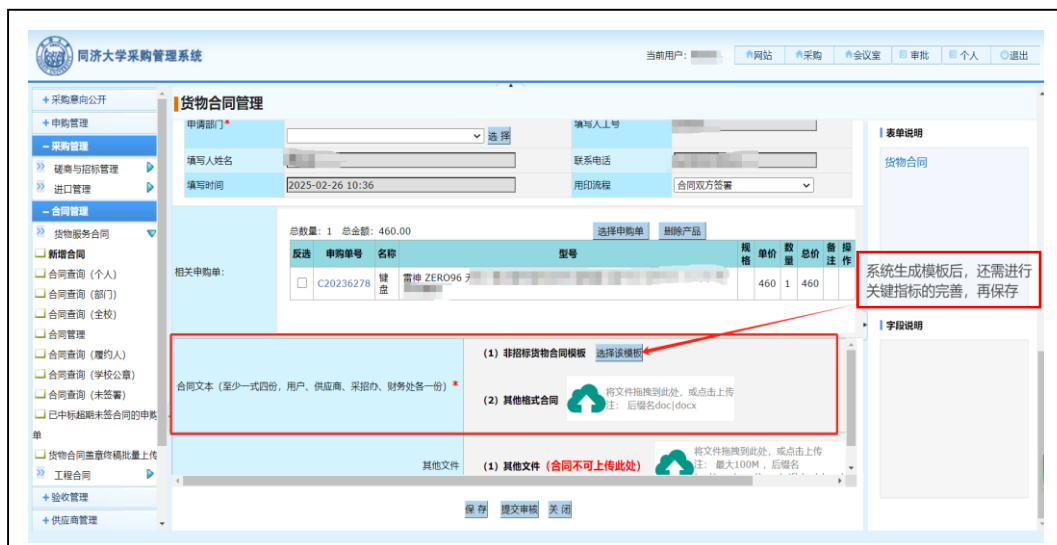 同济大学采购管理系统
当前用户: 网站 采购 会议室 审批 个人 退出
+ 采购意向公开
+ 申购管理
− 采购管理
磋商与招标管理
进口管理
− 合同管理
货物服务合同
新增合同
合同查询（个人）
合同查询（部门）
合同查询（全校）
合同管理
合同查询（履约人）
合同查询（学校公章）
合同查询（未签署）
已中标超期未签合同的申购
单
货物合同盖章终稿批量上传
工程合同
+ 验收管理
+ 供应商管理
货物合同管理
申请部门* 选 择 填写人工号
填写人姓名 联系电话
填写时间 2025-02-26 10:36 用印流程 合同双方签署
相关申购单:
总数量: 1 总金额: 460.00 选择申购单 删除产品
反选 申购单号 名称 型号 规格 单价 数量 总价 备注 操作
C20236278 键盘 雷神 ZERO96 460 1 460
合同文本（至少一式四份，用户、供应商、采招办、财务处各一份）*
(1) 非招标货物合同模板 选择该模板
(2) 其他格式合同 将文件拖拽到此处，或点击上传
注: 后缀名doc|docx
其他文件 (1) 其他文件（合同不可上传此处） 将文件拖拽到此处，或点击上传
注: 最大100M ，后缀名
保 存 提交审核 关 闭
表单说明
货物合同
系统生成模板后，还需进行
关键指标的完善，再保存
字段说明